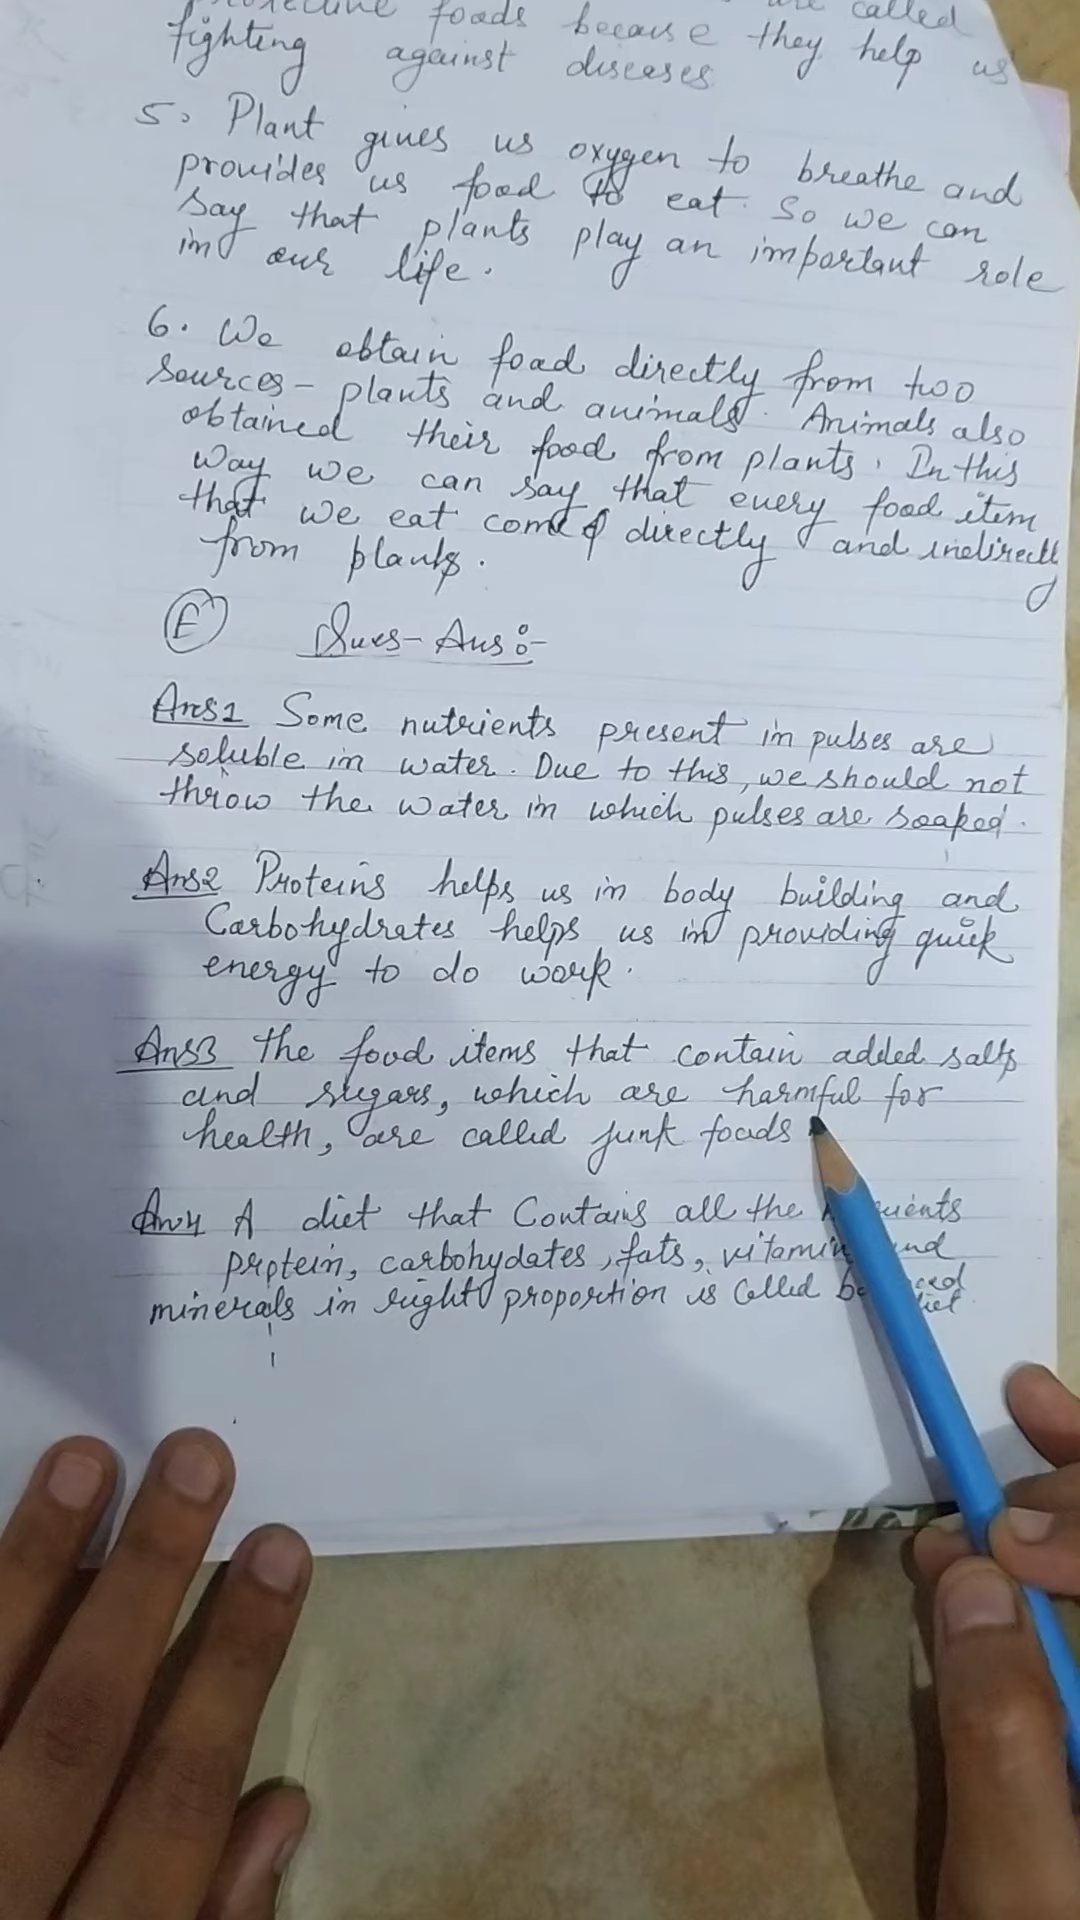 foods because they are called
fighting against diseases help us
5. Plant gives us oxygen to breathe and
provides us food to eat. So we can
say that plants play an important role
in our life.
6. We obtain food directly from two
sources - plants and animals. Animals also
obtained their food from plants. In this
way we can say that every food item
that we eat come directly and indirectly
from plants.
(E) Ques-Ans:-
Ans1 Some nutrients present in pulses are
soluble in water. Due to this, we should not
throw the water in which pulses are soaked.
Ans2 Proteins helps us in body building and
Carbohydrates helps us in providing quick
energy to do work.
Ans3 The food items that contain added salts
and sugars, which are harmful for
health, are called junk foods
Ans4 A diet that Contains all the
protein, carbohydates, fats, vitamin
minerals in right proportion is Called
diet